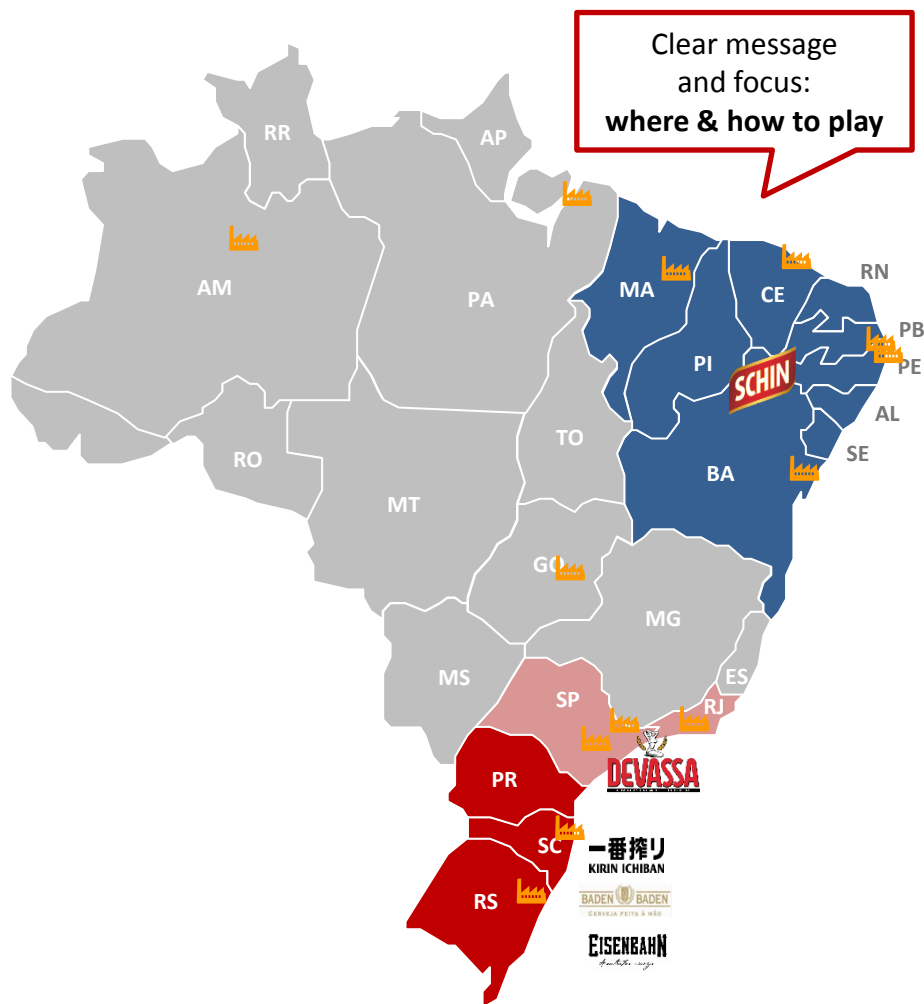 Clear message
and focus:
where & how to play
RR
AP
AM
PA
MA
CE
RN
PB
PE
PI
SCHIN
AL
SE
TO
BA
RO
MT
GO
MG
ES
MS
SP
RJ
DEVASSA
PR
SC
RS
一番搾り
KIRIN ICHIBAN
BADEN BADEN
CERVEJA FEITA À MÃO
EISENBAHN